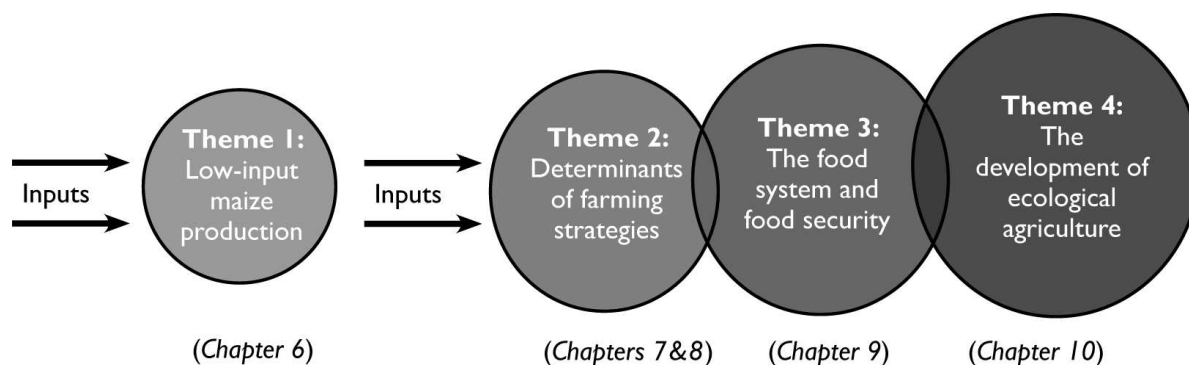 Inputs
Theme 1:
Low-input
maize
production
(Chapter 6)
Inputs
Theme 2:
Determinants
of farming
strategies
(Chapters 7&8)
Theme 3:
The food
system and
food security
(Chapter 9)
Theme 4:
The
development of
ecological
agriculture
(Chapter 10)